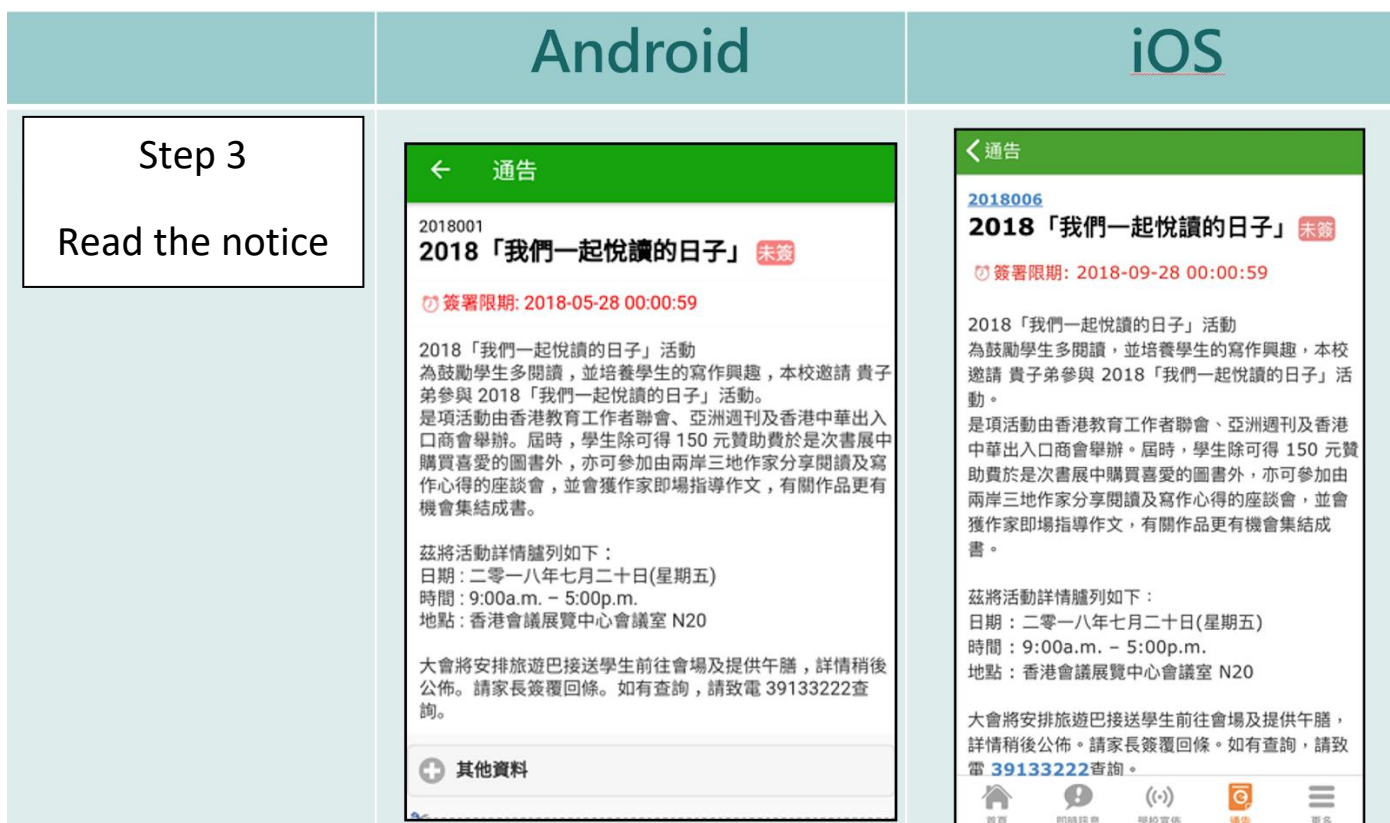 Android
iOS
Step 3
Read the notice
通告
2018001
2018「我們一起悅讀的日子」 未簽
簽署限期: 2018-05-28 00:00:59
2018「我們一起悅讀的日子」活動
為鼓勵學生多閱讀，並培養學生的寫作興趣，本校邀請 貴子
弟參與 2018「我們一起悅讀的日子」活動。
是項活動由香港教育工作者聯會、亞洲週刊及香港中華出入
口商會舉辦。屆時，學生除可得 150 元贊助費於是次書展中
購買喜愛的圖書外，亦可參加由兩岸三地作家分享閱讀及寫
作心得的座談會，並會獲作家即場指導作文，有關作品更有
機會集結成書。
茲將活動詳情臚列如下：
日期 : 二零一八年七月二十日(星期五)
時間 : 9:00a.m. – 5:00p.m.
地點 : 香港會議展覽中心會議室 N20
大會將安排旅遊巴接送學生前往會場及提供午膳，詳情稍後
公佈。請家長簽覆回條。如有查詢，請致電 39133222查
詢。
其他資料
通告
2018006
2018「我們一起悅讀的日子」 未簽
簽署限期: 2018-09-28 00:00:59
2018「我們一起悅讀的日子」活動
為鼓勵學生多閱讀，並培養學生的寫作興趣，本校
邀請 貴子弟參與 2018「我們一起悅讀的日子」活
動。
是項活動由香港教育工作者聯會、亞洲週刊及香港
中華出入口商會舉辦。屆時，學生除可得 150 元贊
助費於是次書展中購買喜愛的圖書外，亦可參加由
兩岸三地作家分享閱讀及寫作心得的座談會，並會
獲作家即場指導作文，有關作品更有機會集結成
書。
茲將活動詳情臚列如下：
日期：二零一八年七月二十日(星期五)
時間：9:00a.m. – 5:00p.m.
地點：香港會議展覽中心會議室 N20
大會將安排旅遊巴接送學生前往會場及提供午膳，
詳情稍後公佈。請家長簽覆回條。如有查詢，請致
電 39133222查詢。
首頁 即時訊息 學校宣佈 通告 更多